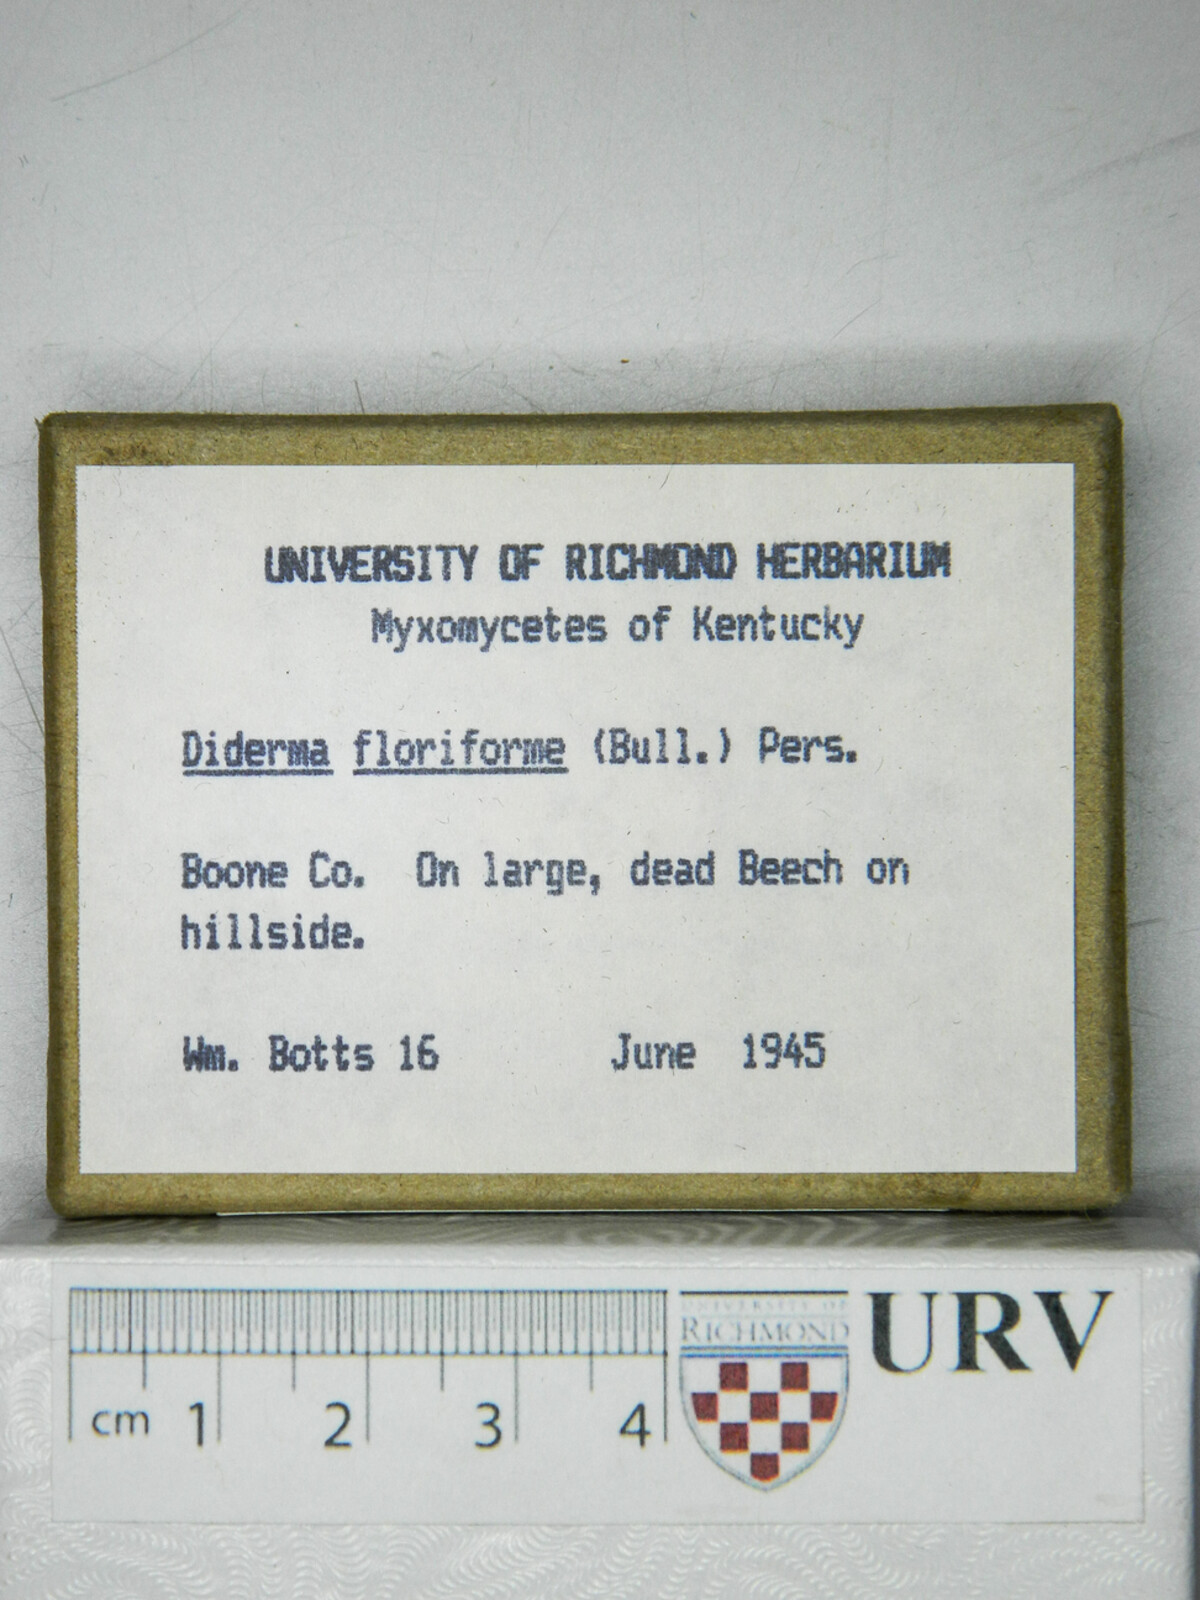 UNIVERSITY OF RICHMOND HERBARIUM
Myxomycetes of Kentucky
Diderma floriforme (Bull.) Pers.
Boone Co. On large, dead Beech on
hillside.
Wm. Botts 16 June 1945
cm 1 2 3 4
UNIVERSITY OF
RICHMOND
URV